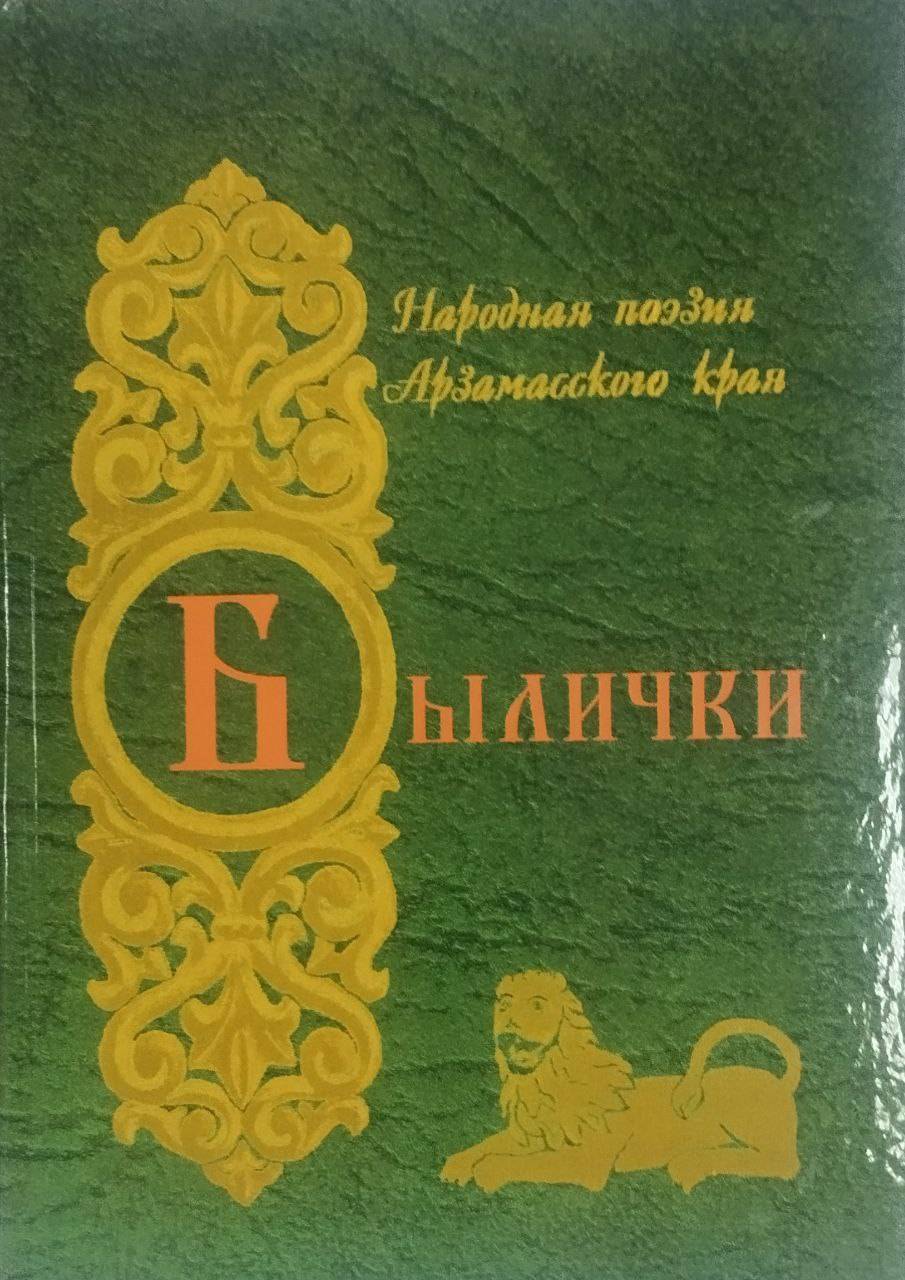 Народная поэзия
Арзамасского края
Былички